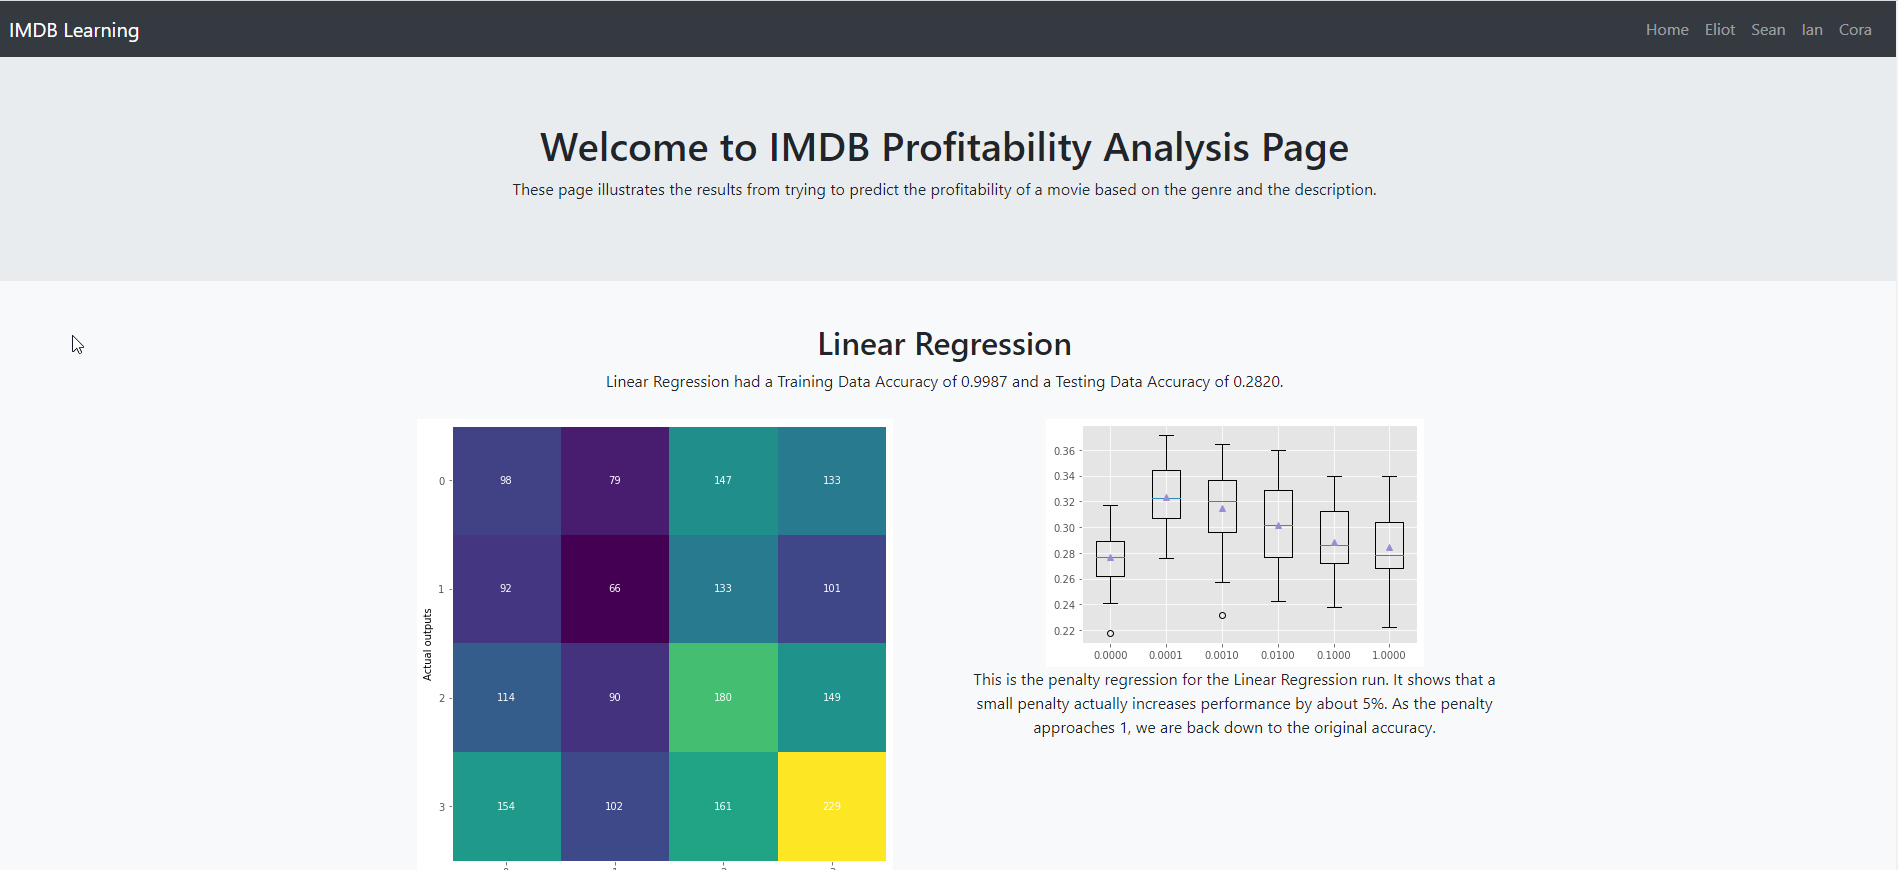 IMDB Learning
Home Eliot Sean Ian Cora
Welcome to IMDB Profitability Analysis Page
These page illustrates the results from trying to predict the profitability of a movie based on the genre and the description.
Linear Regression
Linear Regression had a Training Data Accuracy of 0.9987 and a Testing Data Accuracy of 0.2820.
0 98 79 147 133
1 92 66 133 101
Actual outputs
2 114 90 180 149
3 154 102 161 229
0.36
0.34
0.32
0.30
0.28
0.26
0.24
0.22
0.0000 0.0001 0.0010 0.0100 0.1000 1.0000
This is the penalty regression for the Linear Regression run. It shows that a
small penalty actually increases performance by about 5%. As the penalty
approaches 1, we are back down to the original accuracy.